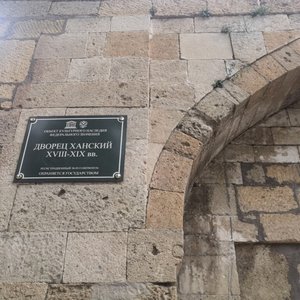 ОБЪЕКТ КУЛЬТУРНОГО НАСЛЕДИЯ
ФЕДЕРАЛЬНОГО ЗНАЧЕНИЯ
ДВОРЕЦ ХАНСКИЙ
XVIII-XIX вв.
ОХРАНЯЕТСЯ ГОСУДАРСТВОМ